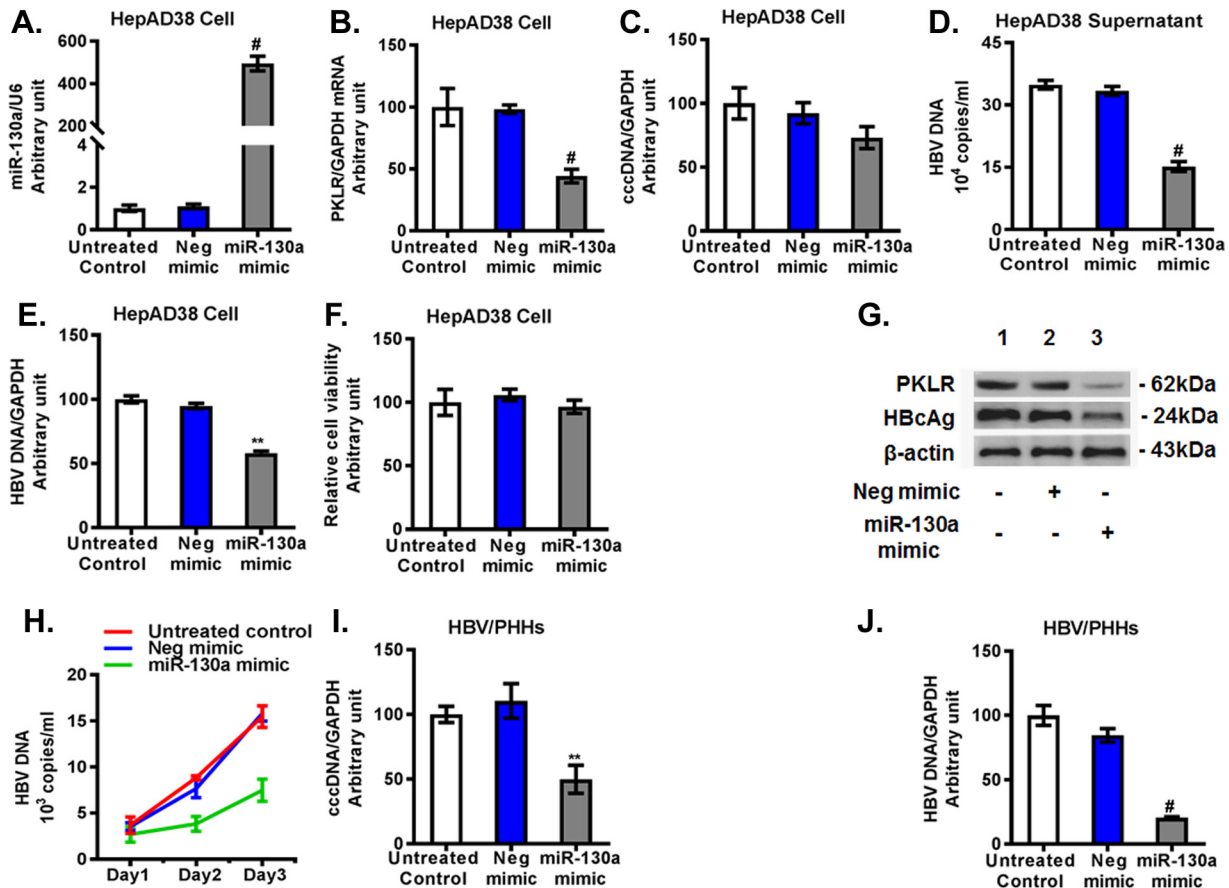 A.
HepAD38 Cell
miR-130a/U6
Arbitrary unit
600
500
400
300
200
4
2
0
#
Untreated
Control
Neg
mimic
miR-130a
mimic
B.
HepAD38 Cell
PKLR/GAPDH mRNA
Arbitrary unit
150
100
50
0
#
Untreated
Control
Neg
mimic
miR-130a
mimic
C.
HepAD38 Cell
cccDNA/GAPDH
Arbitrary unit
150
100
50
0
Untreated
Control
Neg
mimic
miR-130a
mimic
D.
HepAD38 Supernatant
HBV DNA
10⁴ copies/ml
45
30
15
0
#
Untreated
Control
Neg
mimic
miR-130a
mimic
E.
HepAD38 Cell
HBV DNA/GAPDH
Arbitrary unit
150
100
50
0
**
Untreated
Control
Neg
mimic
miR-130a
mimic
F.
HepAD38 Cell
Relative cell viability
Arbitrary unit
150
100
50
0
Untreated
Control
Neg
mimic
miR-130a
mimic
G.
1 2 3
PKLR - 62kDa
HBcAg - 24kDa
β-actin - 43kDa
Neg mimic - + -
miR-130a - - +
mimic
H.
Untreated control
Neg mimic
miR-130a mimic
HBV DNA
10³ copies/ml
20
15
10
5
0
Day1 Day2 Day3
I.
HBV/PHHs
cccDNA/GAPDH
Arbitrary unit
150
100
50
0
**
Untreated
Control
Neg
mimic
miR-130a
mimic
J.
HBV/PHHs
HBV DNA/GAPDH
Arbitrary unit
150
100
50
0
#
Untreated
Control
Neg
mimic
miR-130a
mimic